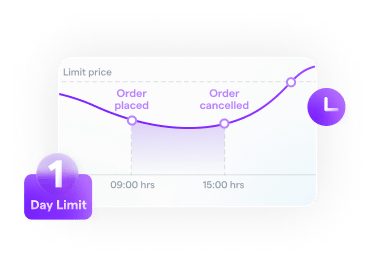 Limit price
Order
placed
Order
cancelled
09:00 hrs
15:00 hrs
1
Day Limit